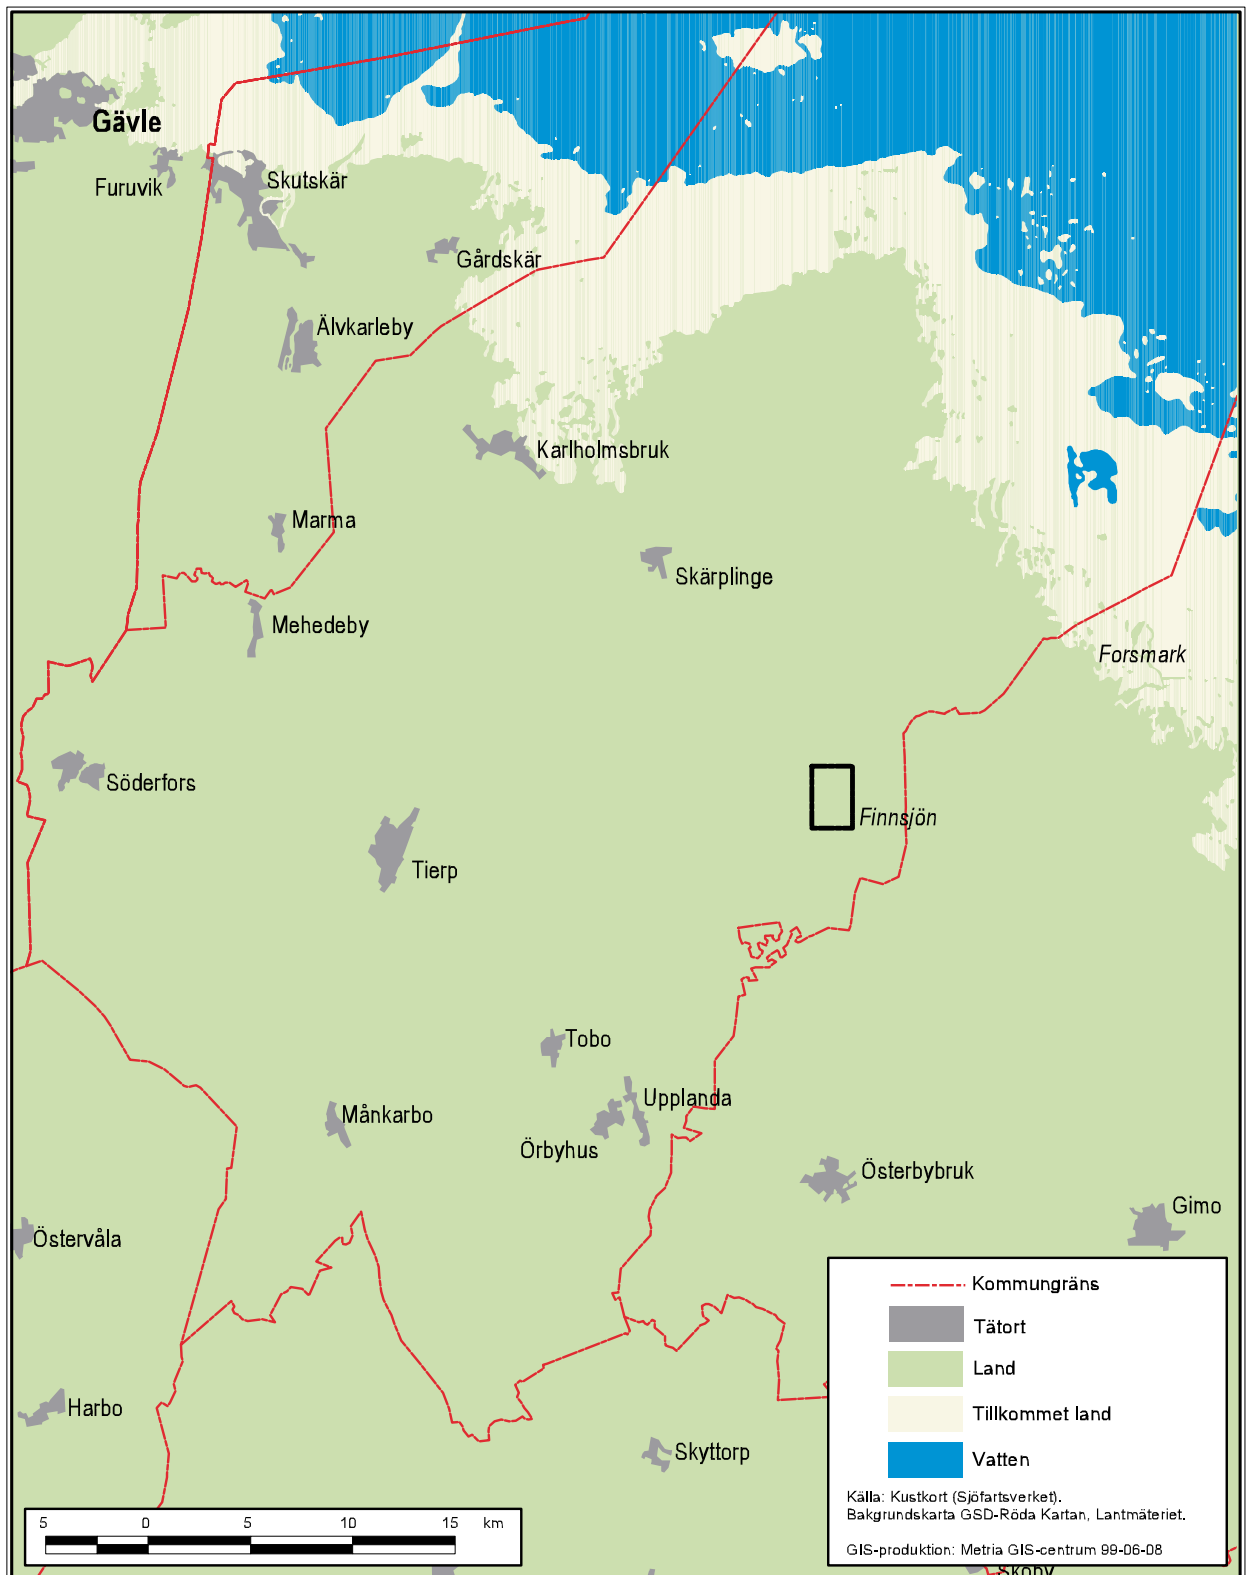 Gävle
Furuvik
Skutskär
Gårdskär
Älvkarleby
Karlholmsbruk
Marma
Skärplinge
Mehedeby
Forsmark
Söderfors
Finnsjön
Tierp
Tobo
Upplanda
Månkarbo
Örbyhus
Österbybruk
Gimo
Östervåla
Harbo
Skyttorp
Kommungräns
Tätort
Land
Tillkommet land
Vatten
Källa: Kustkort (Sjöfartsverket).
Bakgrundskarta GSD-Röda Kartan, Lantmäteriet.
GIS-produktion: Metria GIS-centrum 99-06-08
5 0 5 10 15 km